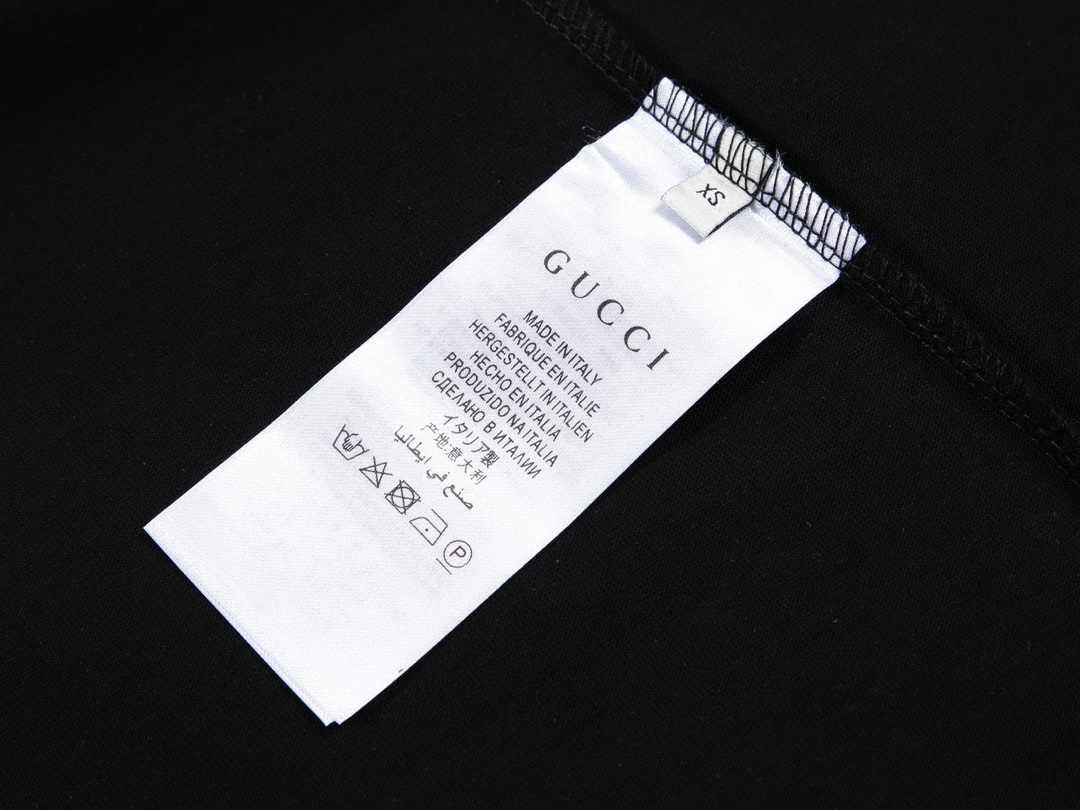 XS
GUCCI
MADE IN ITALY
FABRIQUE EN ITALIE
HERGESTELLT IN ITALIEN
HECHO EN ITALIA
PRODUZIDO NA ITALIA
СДЕЛАНО В ИТАЛИИ
イタリア製
产地意大利
صنع في ايطاليا
P